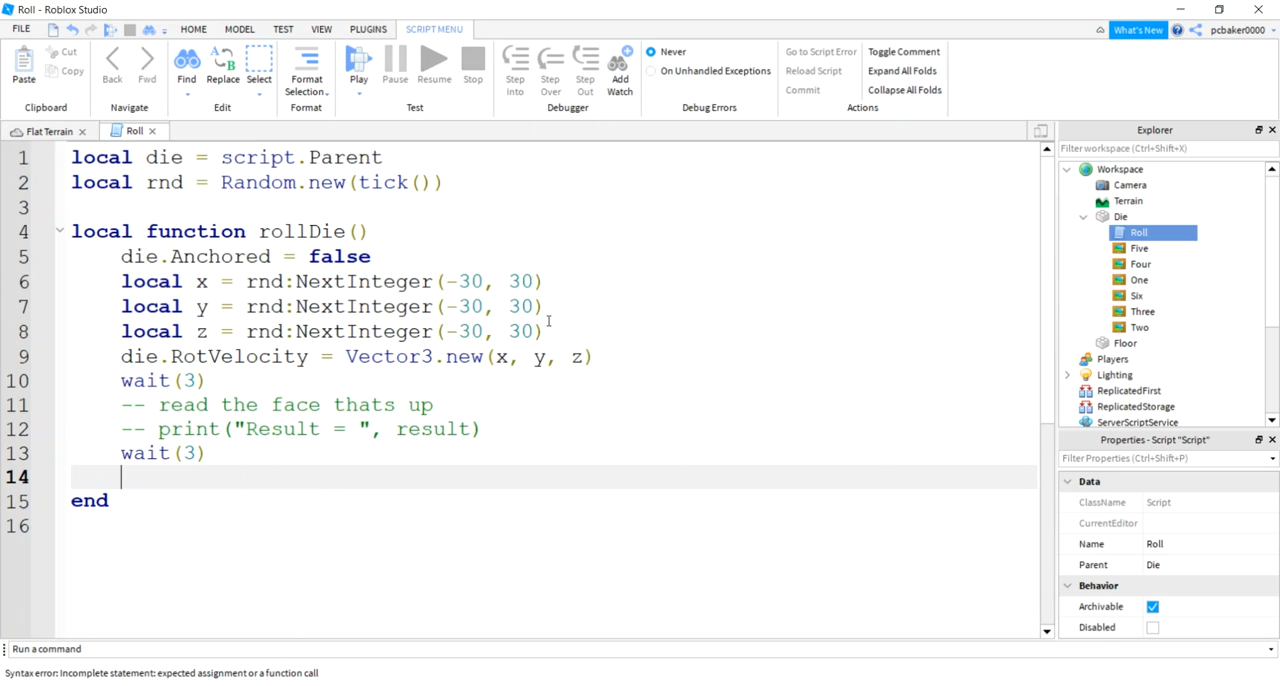 Roll - Roblox Studio
FILE HOME MODEL TEST VIEW PLUGINS SCRIPT MENU What's New pcbaker0000
Paste Cut Copy Back Fwd Find Replace Select Format Selection Play Pause Resume Stop Step Into Step Over Step Out Add Watch
Never
On Unhandled Exceptions
Go to Script Error
Reload Script
Commit
Toggle Comment
Expand All Folds
Collapse All Folds
Clipboard Navigate Edit Format Test Debugger Debug Errors Actions
Flat Terrain Roll
1 local die = script.Parent
2 local rnd = Random.new(tick())
3
4 local function rollDie()
5 die.Anchored = false
6 local x = rnd:NextInteger(-30, 30)
7 local y = rnd:NextInteger(-30, 30)
8 local z = rnd:NextInteger(-30, 30)
9 die.RotVelocity = Vector3.new(x, y, z)
10 wait(3)
11 -- read the face thats up
12 -- print("Result = ", result)
13 wait(3)
14
15 end
16
Explorer
Filter workspace (Ctrl+Shift+X)
Workspace
Camera
Terrain
Die
Roll
Five
Four
One
Six
Three
Two
Floor
Players
Lighting
ReplicatedFirst
ReplicatedStorage
ServerScriptService
Properties - Script "Script"
Filter Properties (Ctrl+Shift+P)
Data
ClassName Script
CurrentEditor
Name Roll
Parent Die
Behavior
Archivable
Disabled
Run a command
Syntax error: Incomplete statement: expected assignment or a function call